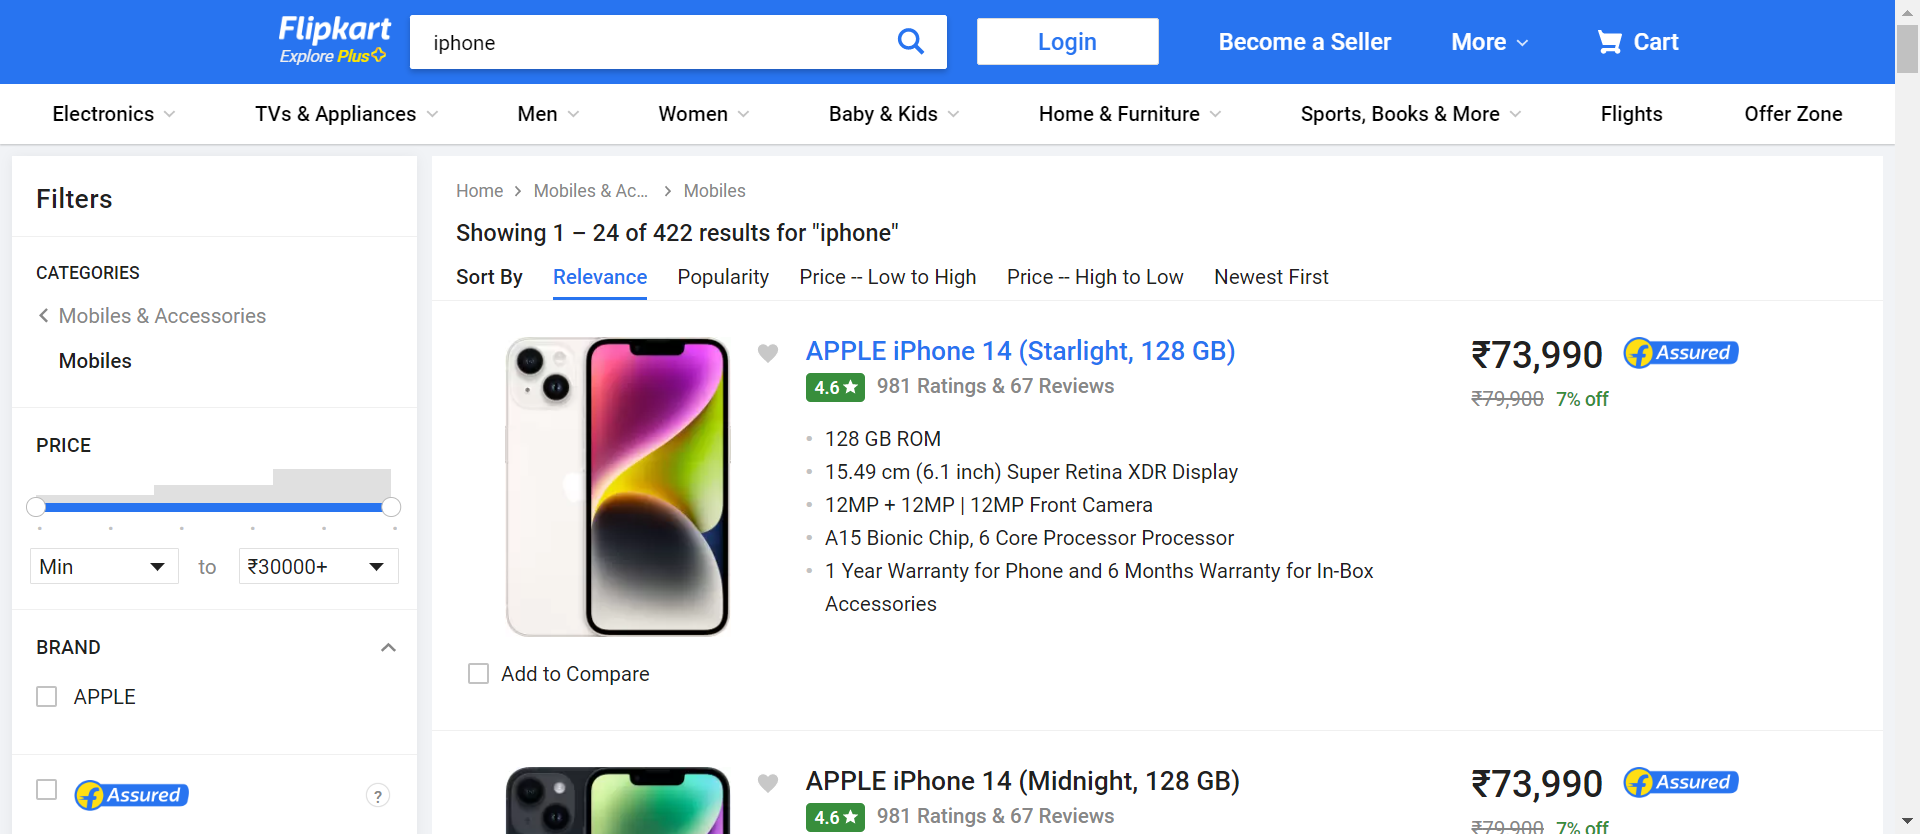 Flipkart
Explore Plus
iphone
Login
Become a Seller
More
Cart
Electronics
TVs & Appliances
Men
Women
Baby & Kids
Home & Furniture
Sports, Books & More
Flights
Offer Zone
Filters
CATEGORIES
Mobiles & Accessories
Mobiles
PRICE
Min
to
₹30000+
BRAND
APPLE
Assured
?
Home
Mobiles & Ac...
Mobiles
Showing 1 – 24 of 422 results for "iphone"
Sort By
Relevance
Popularity
Price -- Low to High
Price -- High to Low
Newest First
APPLE iPhone 14 (Starlight, 128 GB)
4.6
981 Ratings & 67 Reviews
128 GB ROM
15.49 cm (6.1 inch) Super Retina XDR Display
12MP + 12MP | 12MP Front Camera
A15 Bionic Chip, 6 Core Processor Processor
1 Year Warranty for Phone and 6 Months Warranty for In-Box
Accessories
₹73,990
Assured
₹79,900
7% off
Add to Compare
APPLE iPhone 14 (Midnight, 128 GB)
4.6
981 Ratings & 67 Reviews
₹73,990
Assured
₹79,900
7% off